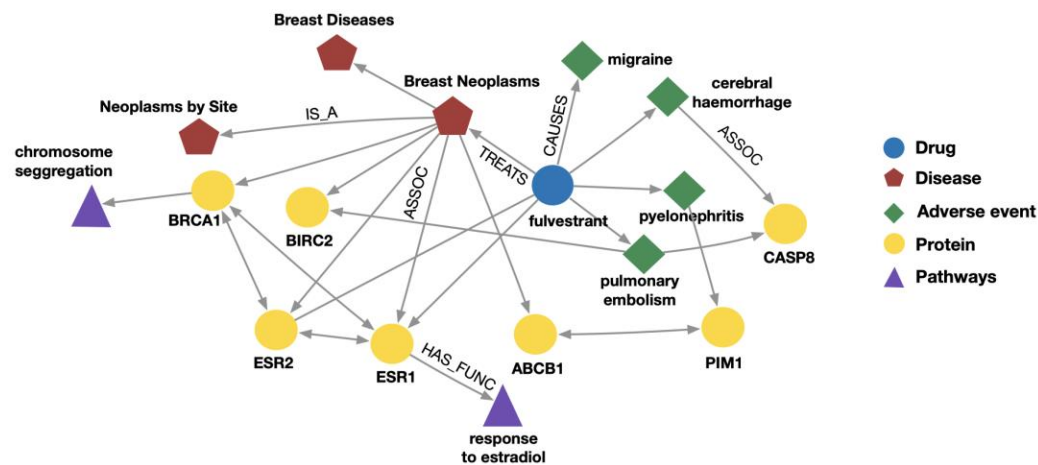 Breast Diseases
migraine
Breast Neoplasms
cerebral
haemorrhage
Neoplasms by Site
IS_A
CAUSES
ASSOC
chromosome
seggregation
TREATS
Drug
Disease
ASSOC
fulvestrant
pyelonephritis
Adverse event
BRCA1
BIRC2
Protein
CASP8
pulmonary
embolism
Pathways
ESR2
ESR1
HAS_FUNC
ABCB1
PIM1
response
to estradiol